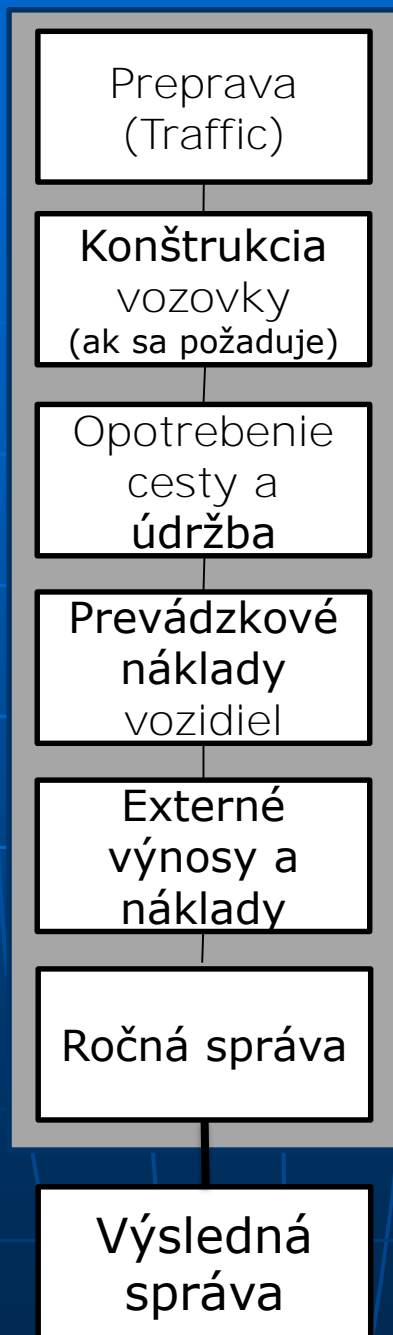 Preprava
(Traffic)
Konštrukcia
vozovky
(ak sa požaduje)
Opotrebenie
cesty a
údržba
Prevádzkové
náklady
vozidiel
Externé
výnosy a
náklady
Ročná správa
Výsledná
správa